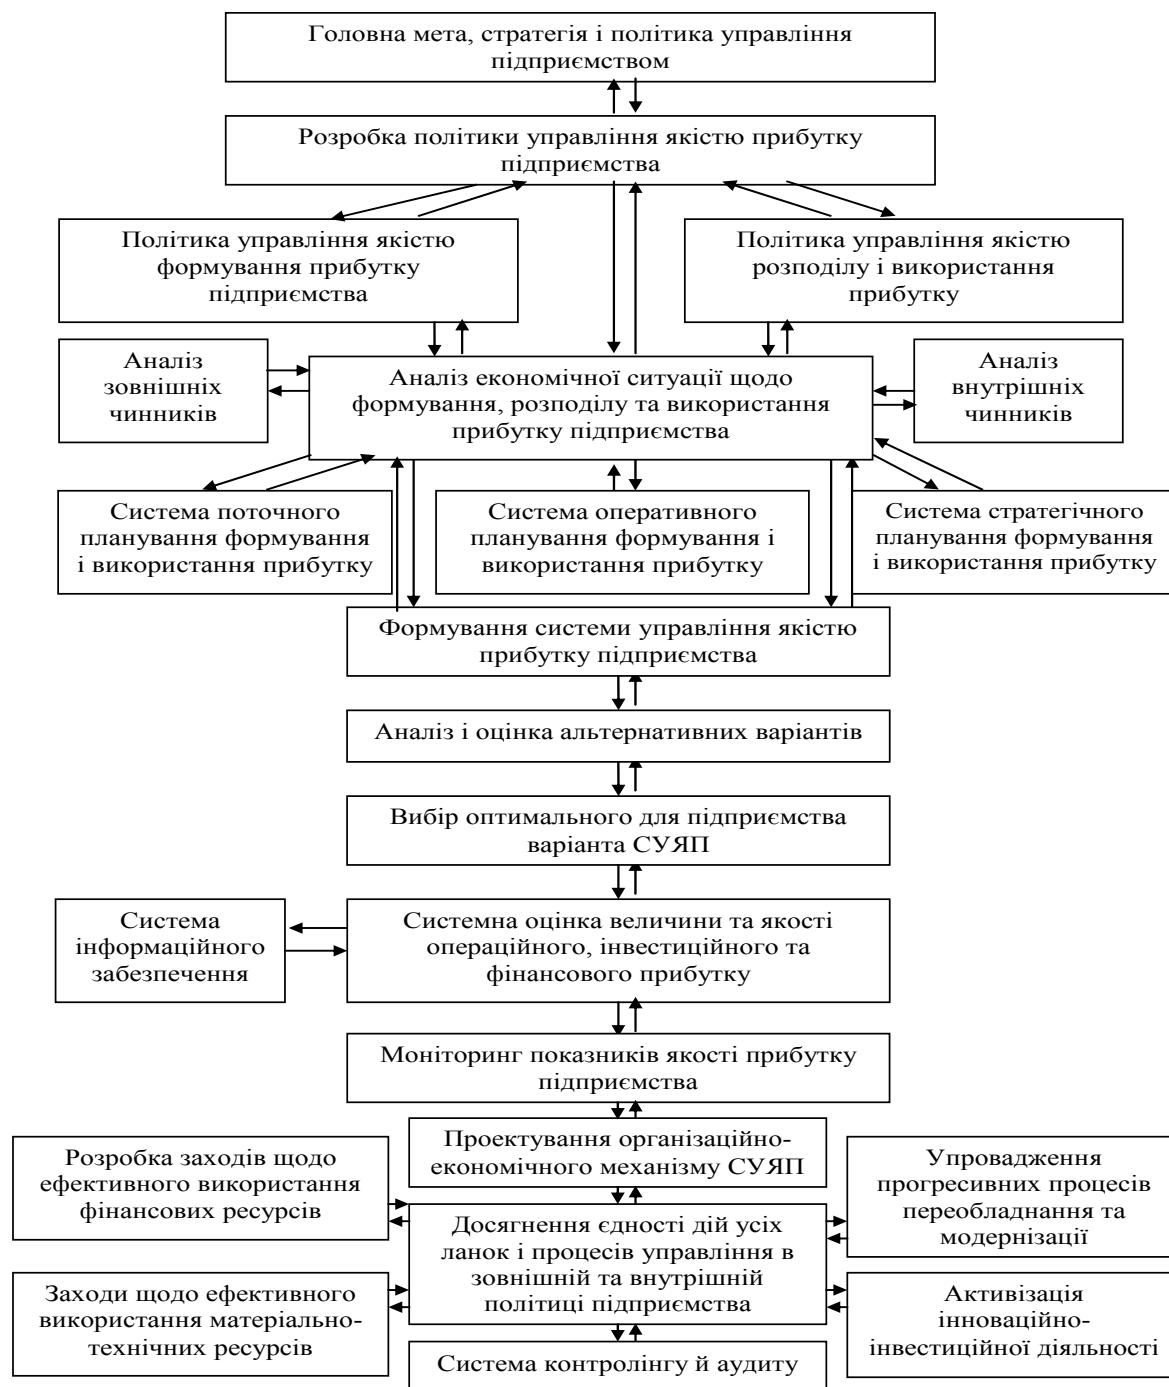 Головна мета, стратегія і політика управління
підприємством
Розробка політики управління якістю прибутку
підприємства
Політика управління якістю
формування прибутку
підприємства
Політика управління якістю
розподілу і використання
прибутку
Аналіз
зовнішніх
чинників
Аналіз економічної ситуації щодо
формування, розподілу та використання
прибутку підприємства
Аналіз
внутрішніх
чинників
Система поточного
планування формування
і використання прибутку
Система оперативного
планування формування і
використання прибутку
Система стратегічного
планування формування
і використання прибутку
Формування системи управління якістю
прибутку підприємства
Аналіз і оцінка альтернативних варіантів
Вибір оптимального для підприємства
варіанта СУЯП
Система
інформаційного
забезпечення
Системна оцінка величини та якості
операційного, інвестиційного та
фінансового прибутку
Моніторинг показників якості прибутку
підприємства
Проектування організаційно-
економічного механізму СУЯП
Розробка заходів щодо
ефективного використання
фінансових ресурсів
Упровадження
прогресивних процесів
переобладнання та
модернізації
Досягнення єдності дій усіх
ланок і процесів управління в
зовнішній та внутрішній
політиці підприємства
Заходи щодо ефективного
використання матеріально-
технічних ресурсів
Активізація
інноваційно-
інвестиційної діяльності
Система контролінгу й аудиту